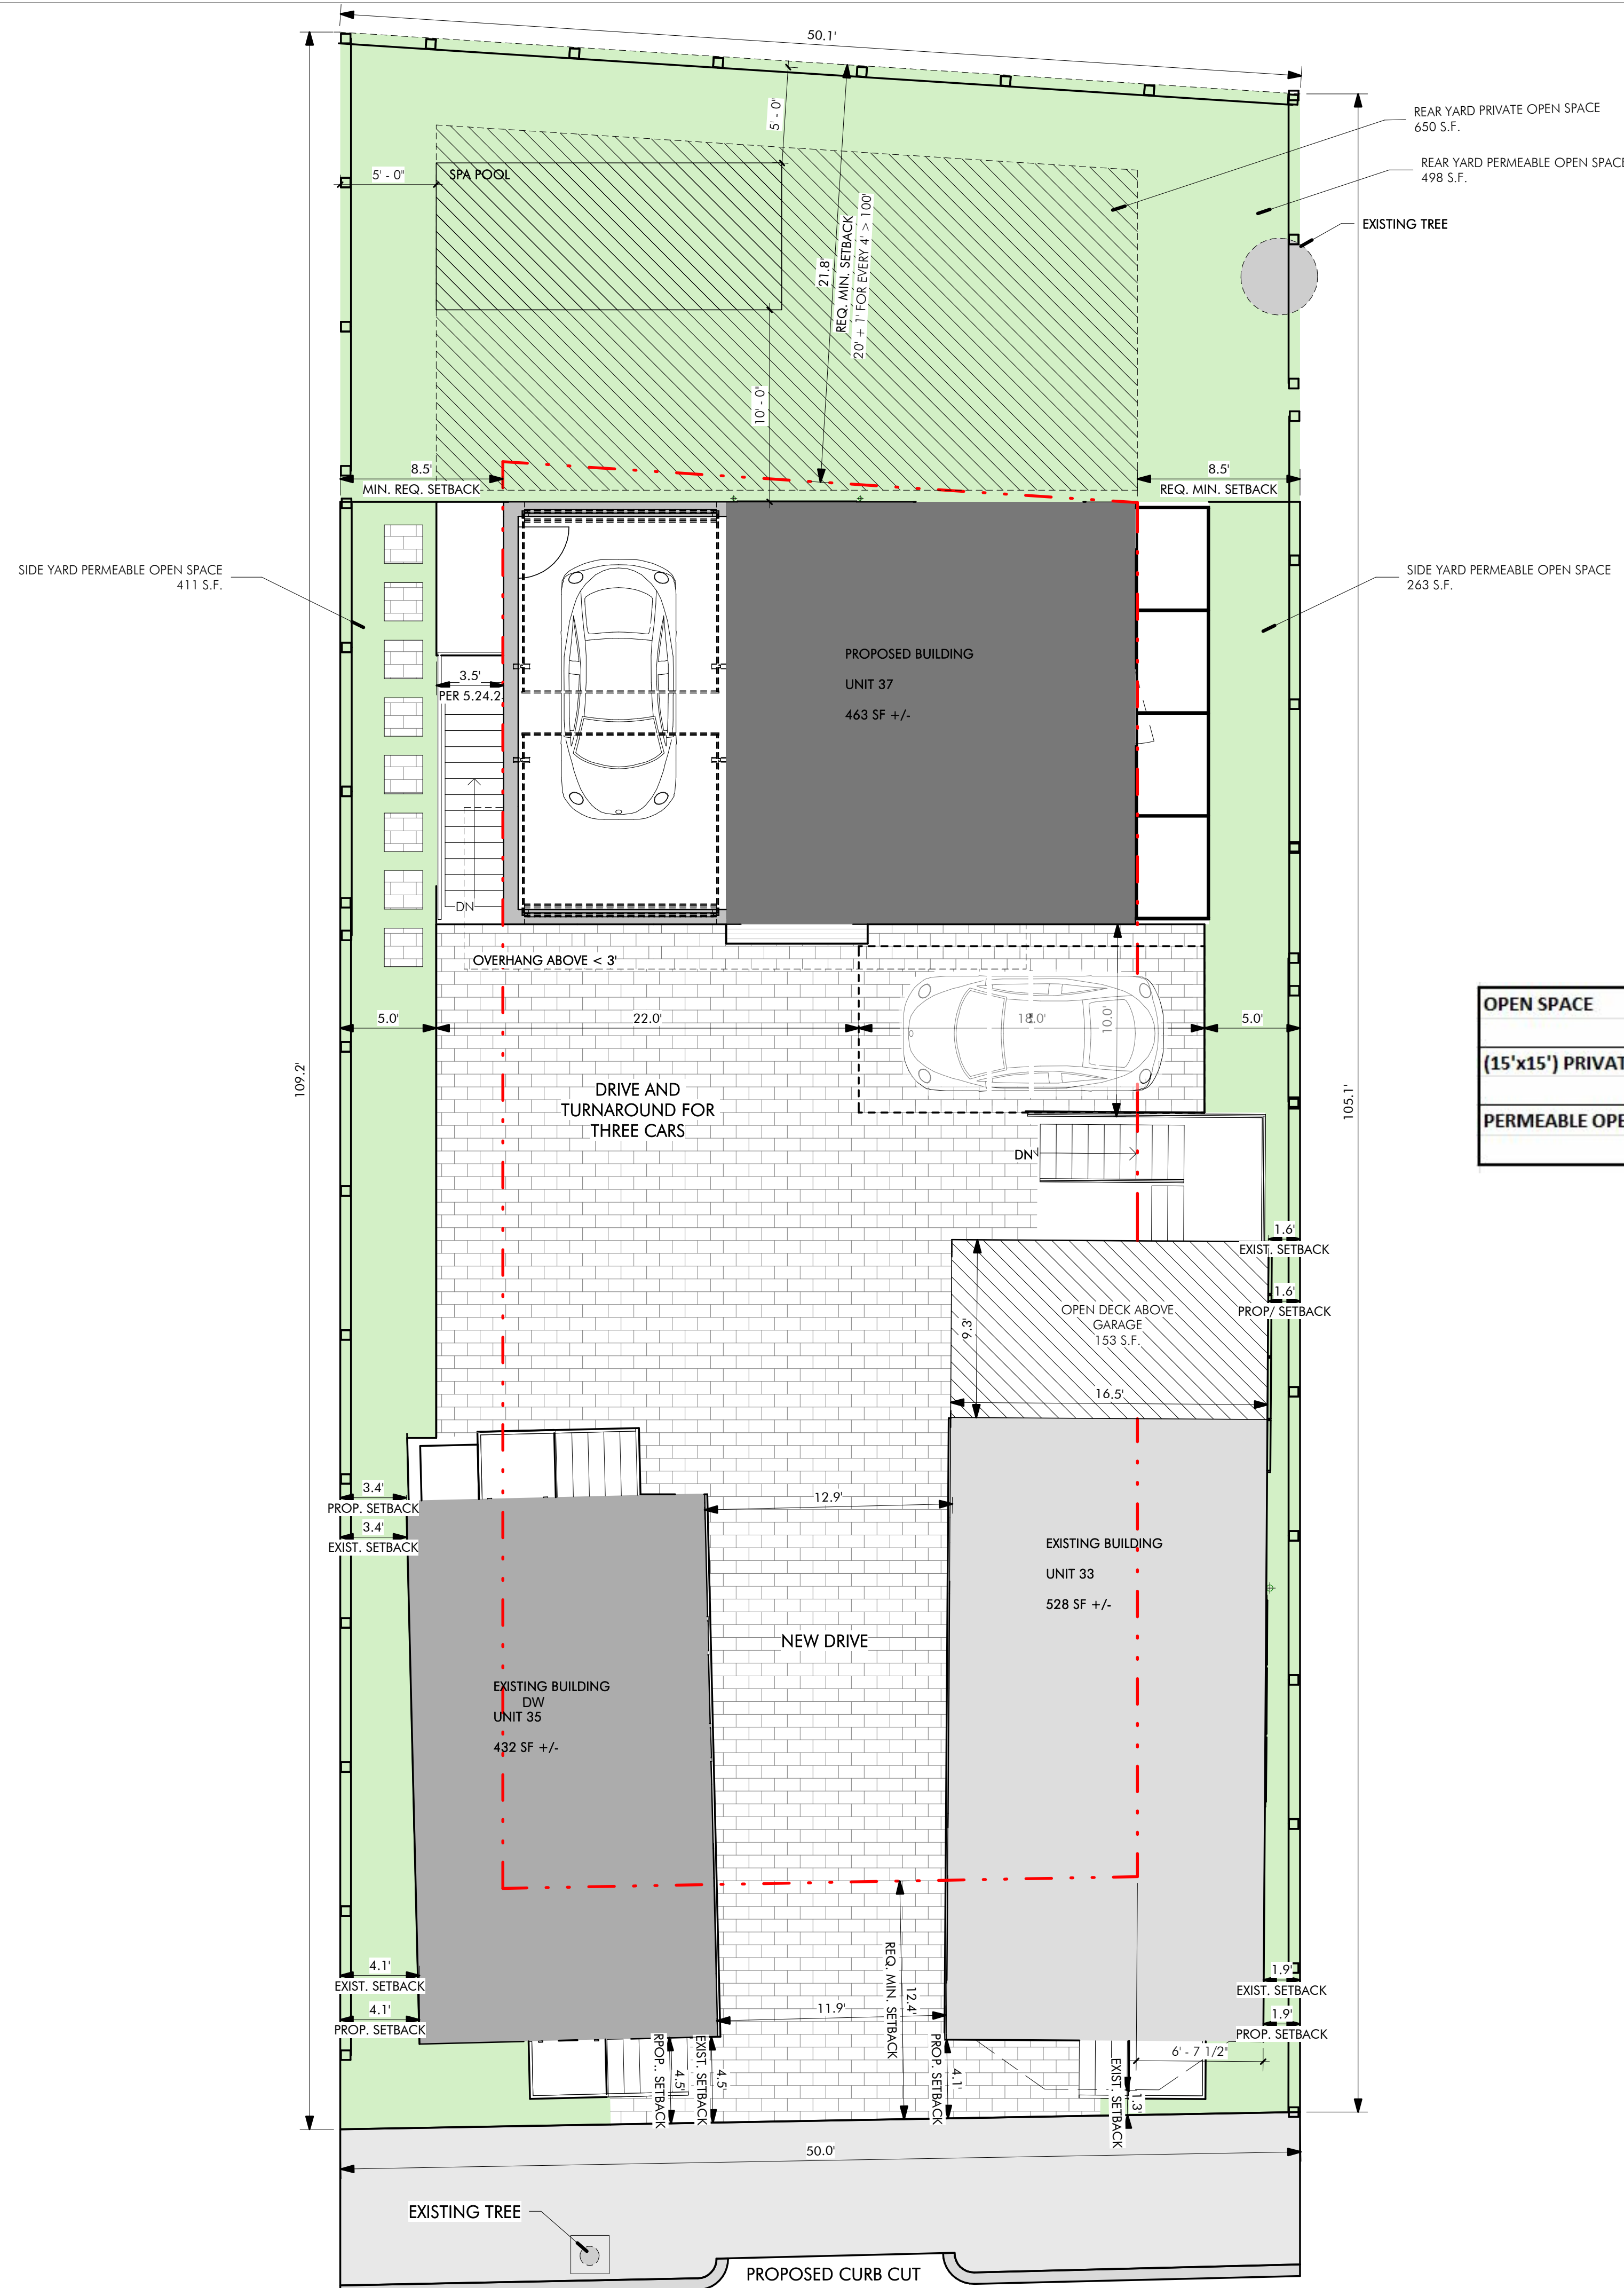 50.1'
5' - 0"
REAR YARD PRIVATE OPEN SPACE
650 S.F.
REAR YARD PERMEABLE OPEN SPACE
498 S.F.
5' - 0"
SPA POOL
EXISTING TREE
21.8'
REQ. MIN. SETBACK
20' + 1' FOR EVERY 4' > 100'
10' - 0"
8.5'
MIN. REQ. SETBACK
8.5'
REQ. MIN. SETBACK
SIDE YARD PERMEABLE OPEN SPACE
411 S.F.
SIDE YARD PERMEABLE OPEN SPACE
263 S.F.
PROPOSED BUILDING
UNIT 37
463 SF +/-
3.5'
PER 5.24.2
DN
OVERHANG ABOVE < 3'
5.0'
22.0'
10.0'
5.0'
OPEN SPACE
(15'x15') PRIVAT
PERMEABLE OPE
109.2'
105.1'
DRIVE AND
TURNAROUND FOR
THREE CARS
DN
1.6'
EXIST. SETBACK
1.6'
PROP/ SETBACK
OPEN DECK ABOVE
GARAGE
153 S.F.
9.3'
16.5'
3.4'
PROP. SETBACK
3.4'
EXIST. SETBACK
12.9'
EXISTING BUILDING
UNIT 33
528 SF +/-
NEW DRIVE
EXISTING BUILDING
DW
UNIT 35
432 SF +/-
4.1'
EXIST. SETBACK
4.1'
PROP. SETBACK
REQ. MIN. SETBACK
12.4'
11.9'
1.9'
EXIST. SETBACK
1.9'
PROP. SETBACK
6' - 7 1/2"
RPOP.. SETBACK
4.5'
EXIST. SETBACK
4.5'
PROP. SETBACK
4.1'
EXIST. SETBACK
1.3'
50.0'
EXISTING TREE
PROPOSED CURB CUT